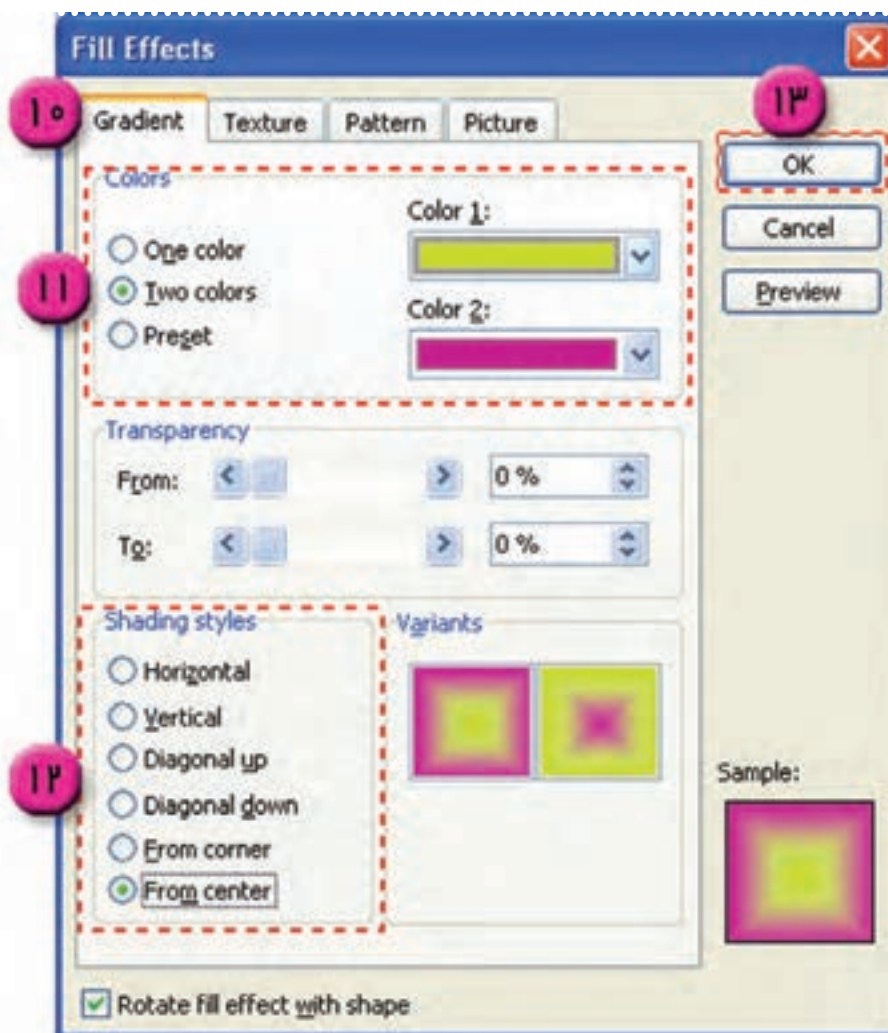 Fill Effects
۱۰
Gradient Texture Pattern Picture
۱۳
OK
Cancel
Preview
۱۱
Colors
One color
Two colors
Preset
Color 1:
Color 2:
Transparency
From: 0 %
To: 0 %
۱۲
Shading styles
Horizontal
Vertical
Diagonal up
Diagonal down
From corner
From center
Variants
Sample:
Rotate fill effect with shape